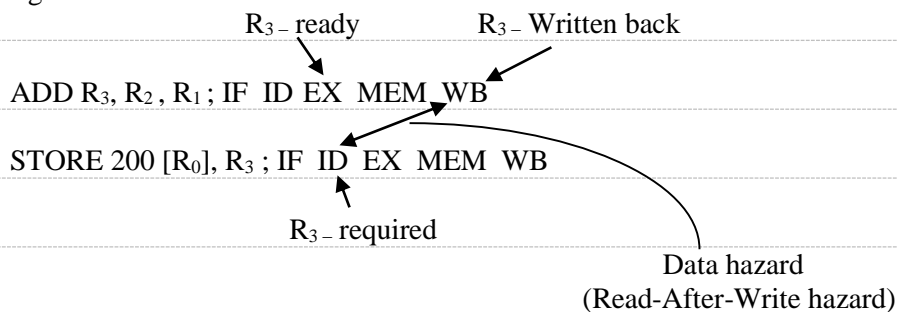 R₃ – ready R₃ – Written back
ADD R₃, R₂ , R₁ ; IF ID EX MEM WB
STORE 200 [R₀], R₃ ; IF ID EX MEM WB
R₃ – required
Data hazard
(Read-After-Write hazard)